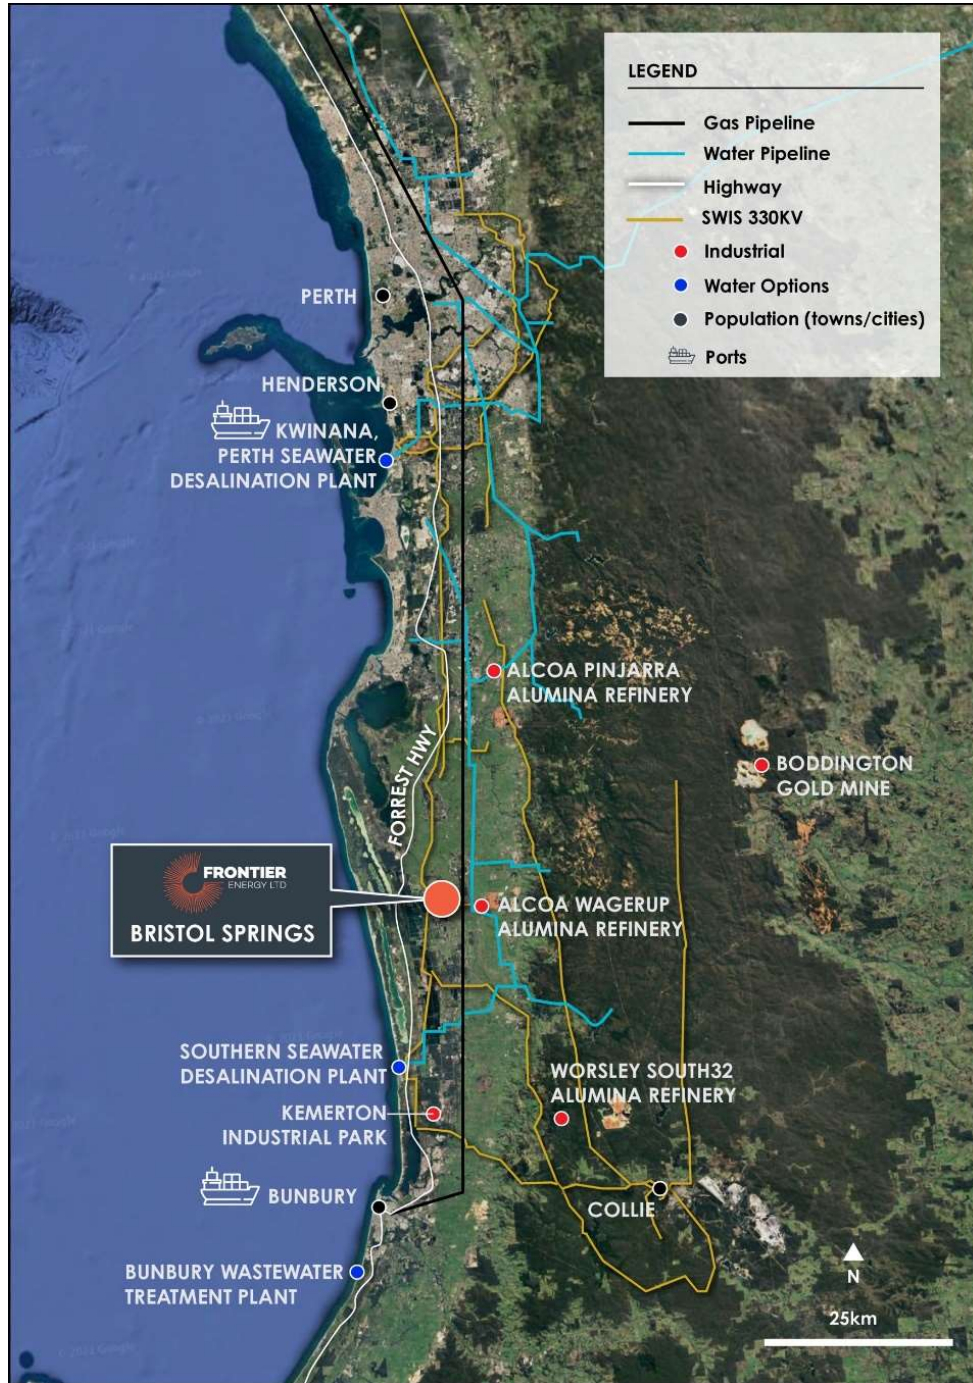 LEGEND
Gas Pipeline
Water Pipeline
Highway
SWIS 330KV
Industrial
Water Options
Population (towns/cities)
Ports
PERTH
HENDERSON
KWINANA,
PERTH SEAWATER
DESALINATION PLANT
ALCOA PINJARRA
ALUMINA REFINERY
FORREST HWY
BODDINGTON
GOLD MINE
FRONTIER
ENERGY LTD
BRISTOL SPRINGS
ALCOA WAGERUP
ALUMINA REFINERY
SOUTHERN SEAWATER
DESALINATION PLANT
WORSLEY SOUTH32
ALUMINA REFINERY
KEMERTON
INDUSTRIAL PARK
BUNBURY
COLLIE
BUNBURY WASTEWATER
TREATMENT PLANT
N
25km